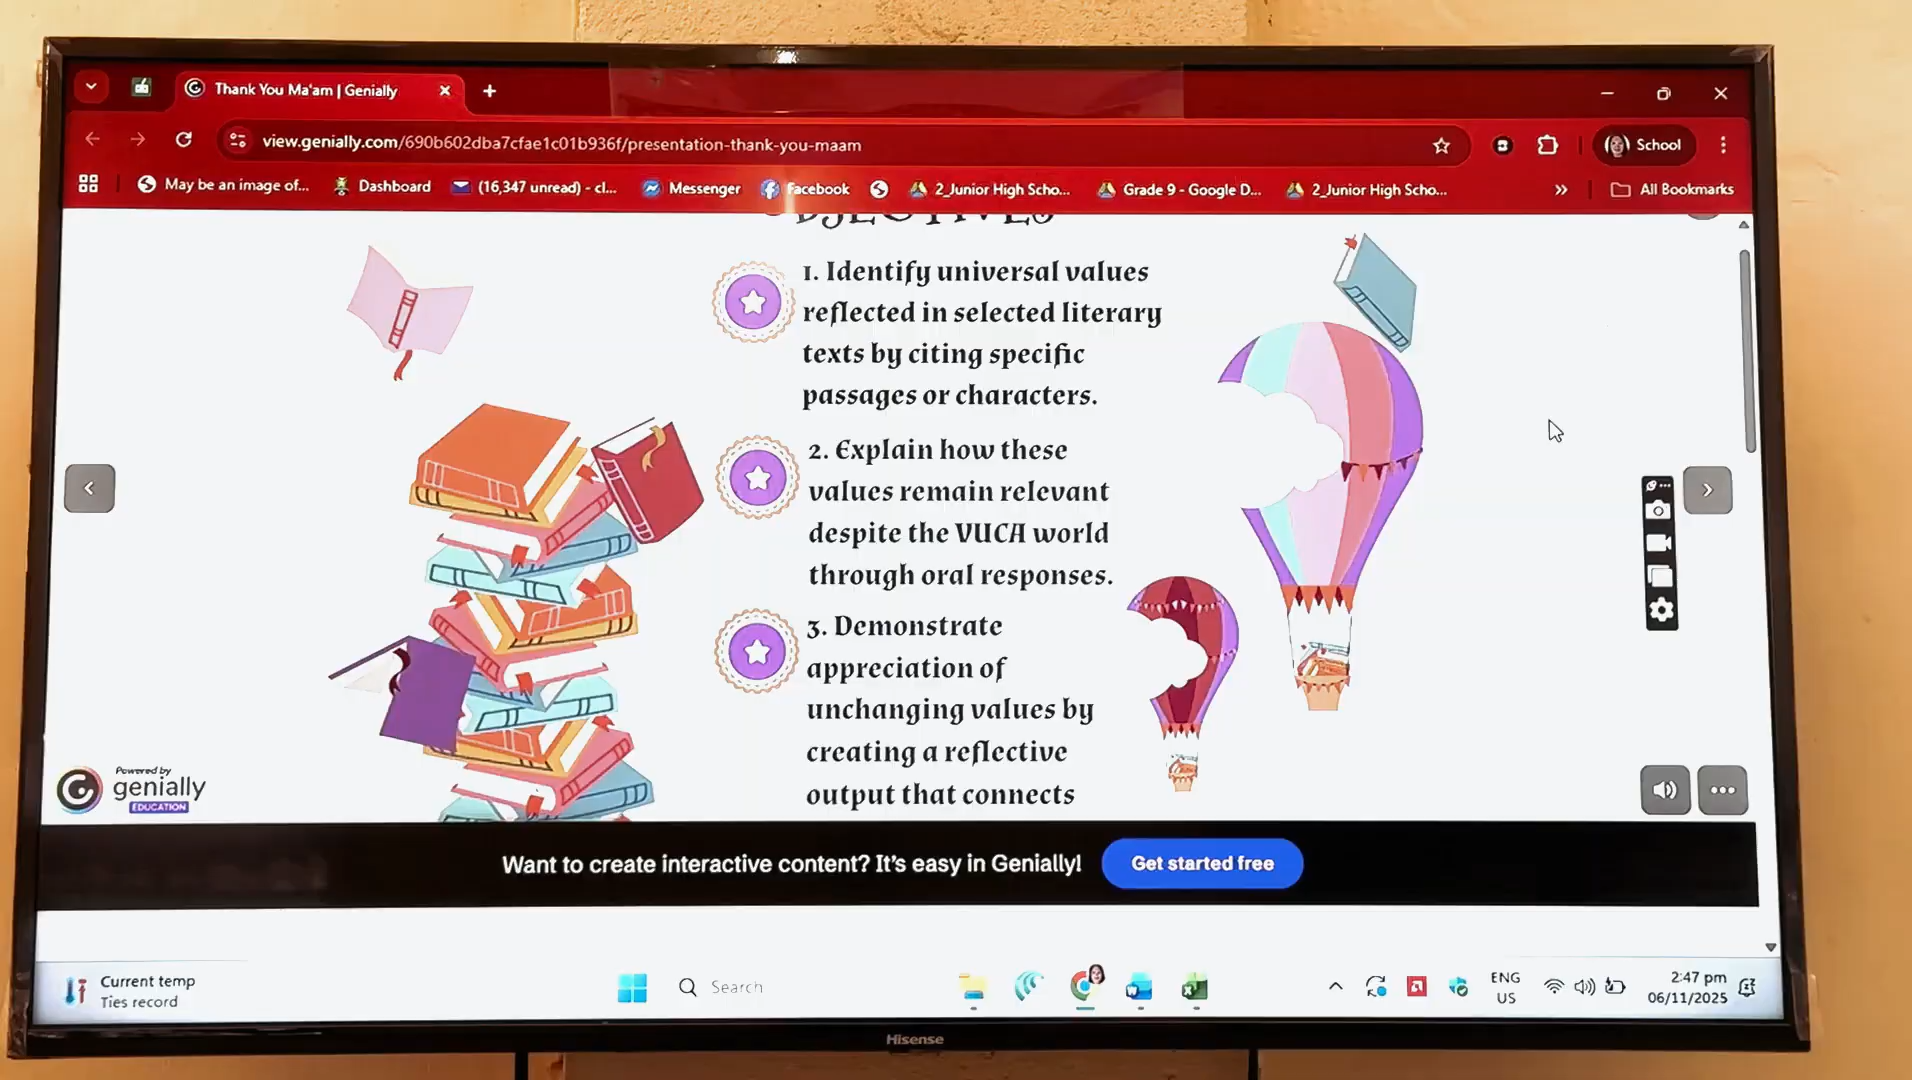 Thank You Ma'am | Genially
view.genially.com/690b602dba7cfae1c01b936f/presentation-thank-you-maam
School
May be an image of...
Dashboard
(16,347 unread) - cl...
Messenger
Facebook
2_Junior High Scho...
Grade 9 - Google D...
2_Junior High Scho...
All Bookmarks
OBJECTIVES
1. Identify universal values
reflected in selected literary
texts by citing specific
passages or characters.
2. Explain how these
values remain relevant
despite the VUCA world
through oral responses.
3. Demonstrate
appreciation of
unchanging values by
creating a reflective
output that connects
Powered by
genially
EDUCATION
Want to create interactive content? It's easy in Genially!
Get started free
Current temp
Ties record
Search
ENG
US
2:47 pm
06/11/2025
Hisense